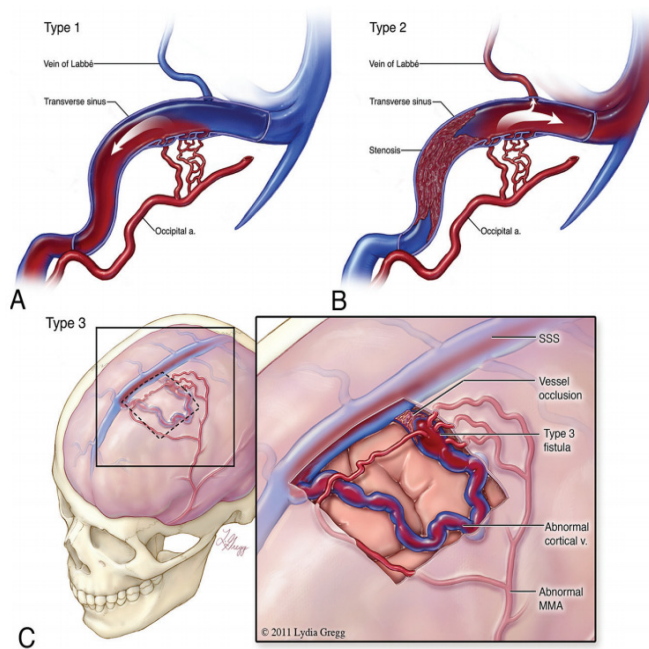 Type 1
Vein of Labbé
Transverse sinus
Occipital a.
A
Type 2
Vein of Labbé
Transverse sinus
Stenosis
Occipital a.
B
Type 3
SSS
Vessel
occlusion
Type 3
fistula
Abnormal
cortical v.
Abnormal
MMA
Gregg
© 2011 Lydia Gregg
C